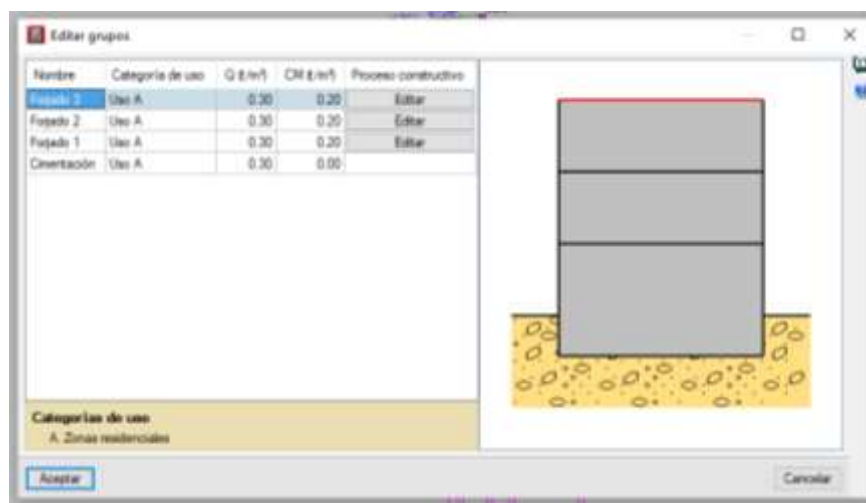 Editar grupos
Nombre Categoría de uso Q (t/m²) CM (t/m²) Proceso constructivo
Forjado 3 Uso A 0.30 0.20 Editar
Forjado 2 Uso A 0.30 0.20 Editar
Forjado 1 Uso A 0.30 0.20 Editar
Cimentación Uso A 0.30 0.00
Categorías de uso
A. Zonas residenciales
Aceptar
Cancelar